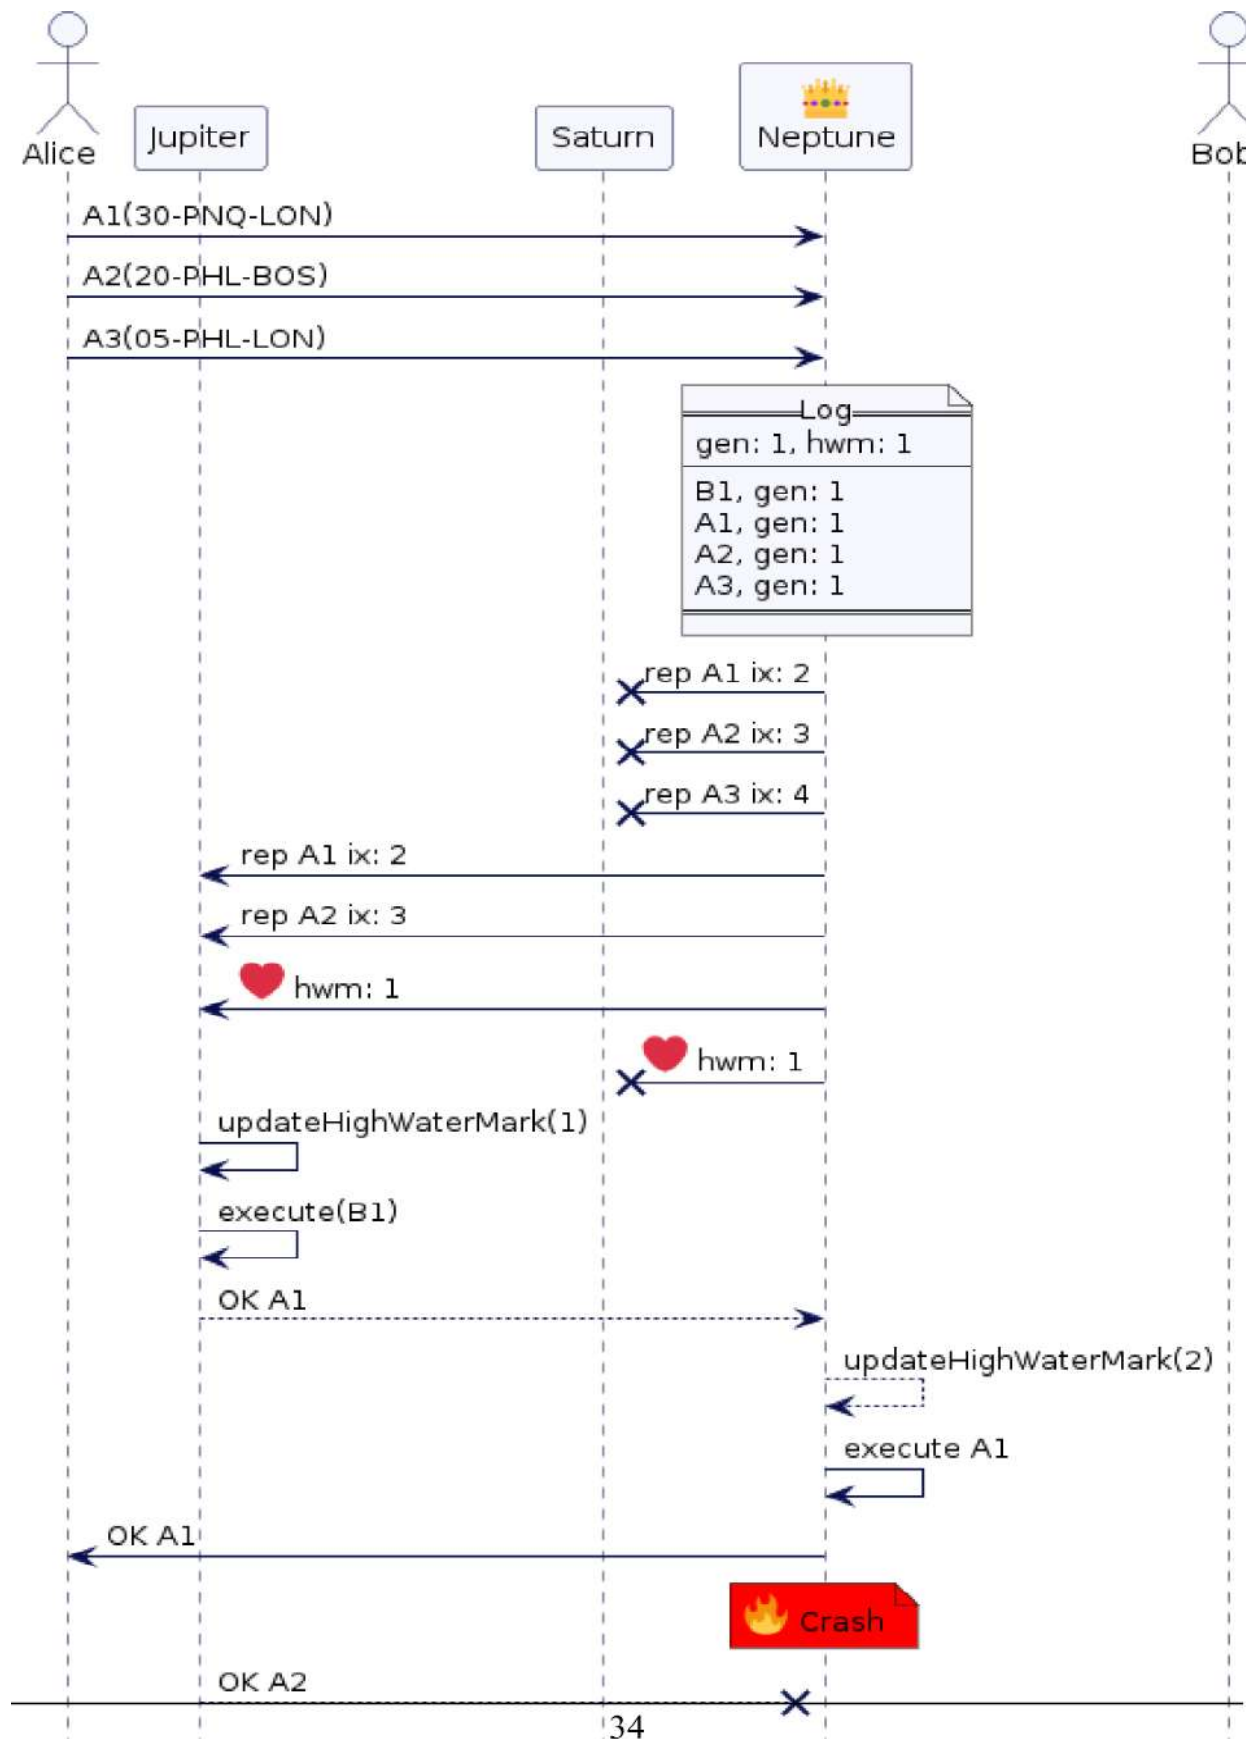 Alice
Jupiter
Saturn
Neptune
Bob
A1(30-PNQ-LON)
A2(20-PHL-BOS)
A3(05-PHL-LON)
Log
gen: 1, hwm: 1
B1, gen: 1
A1, gen: 1
A2, gen: 1
A3, gen: 1
rep A1 ix: 2
rep A2 ix: 3
rep A3 ix: 4
rep A1 ix: 2
rep A2 ix: 3
hwm: 1
hwm: 1
updateHighWaterMark(1)
execute(B1)
OK A1
updateHighWaterMark(2)
execute A1
OK A1
Crash
OK A2
34